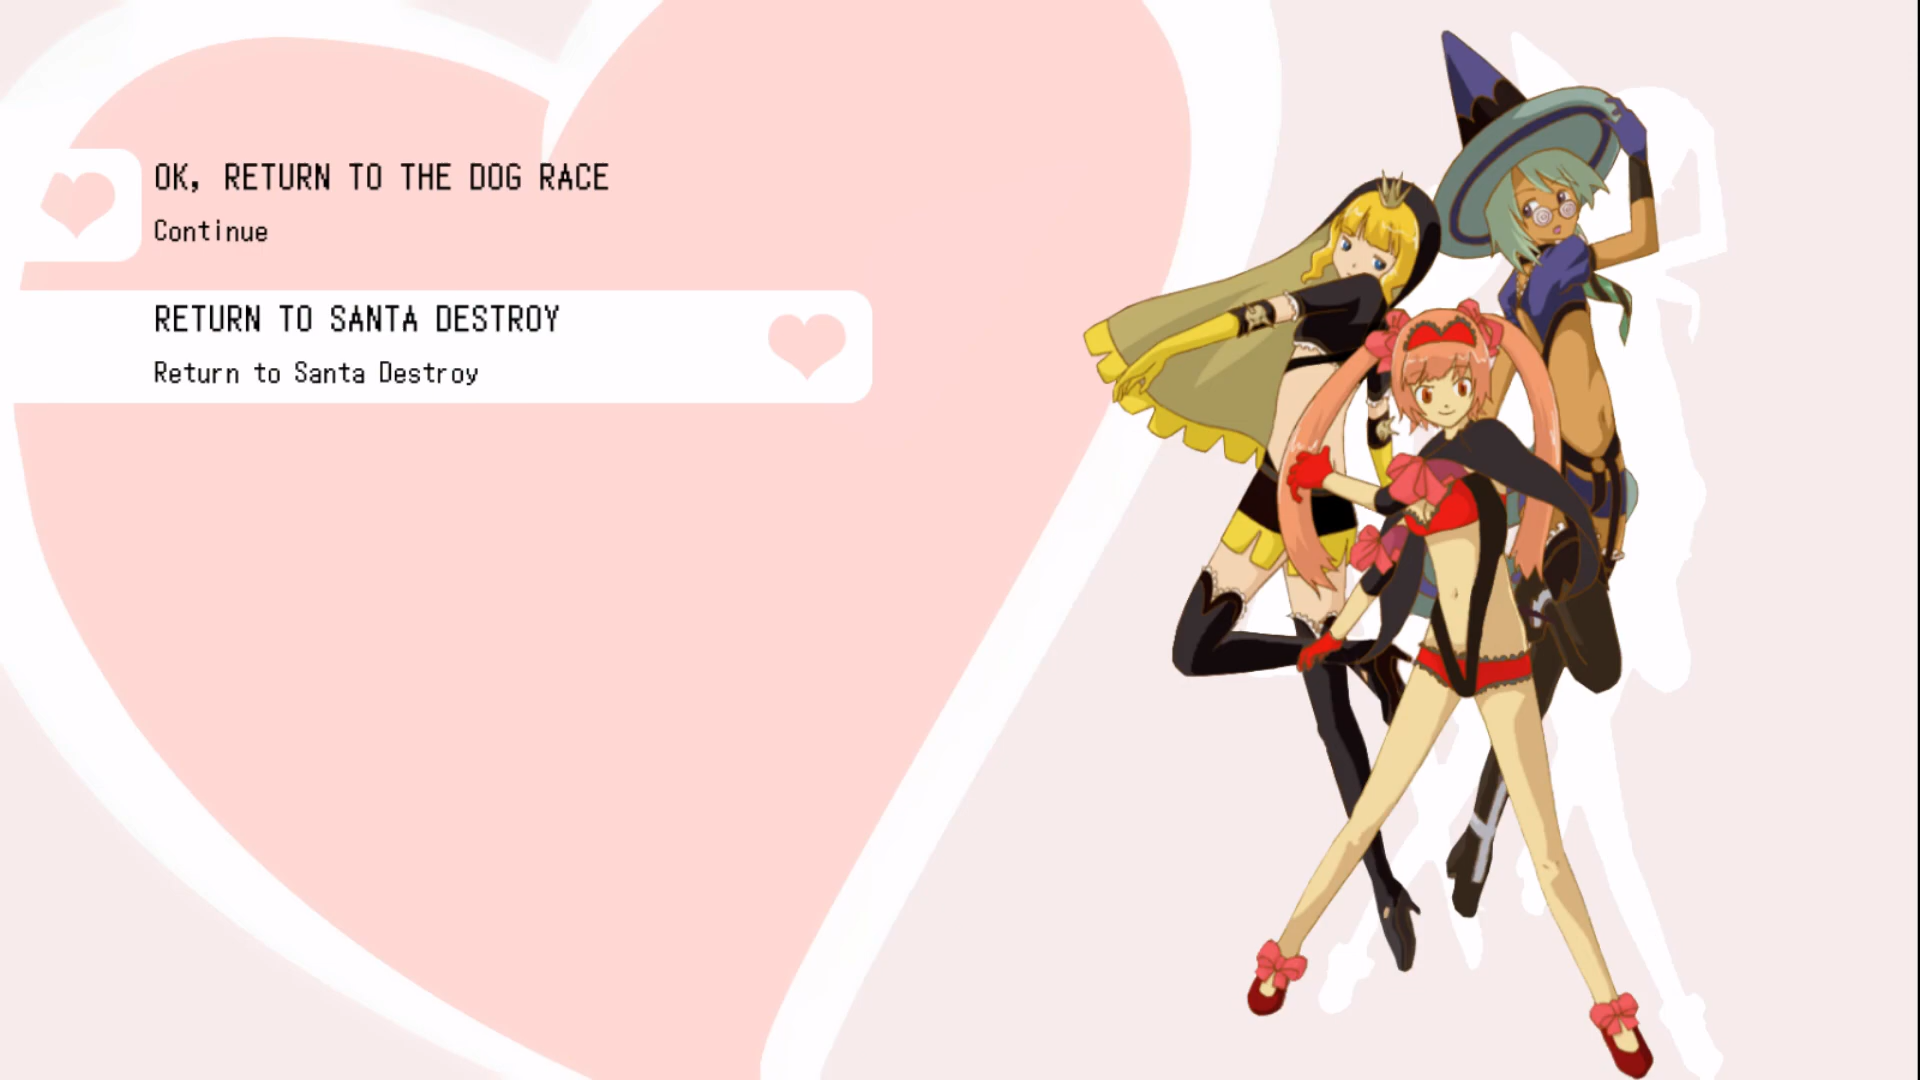 OK, RETURN TO THE DOG RACE
Continue
RETURN TO SANTA DESTROY
Return to Santa Destroy